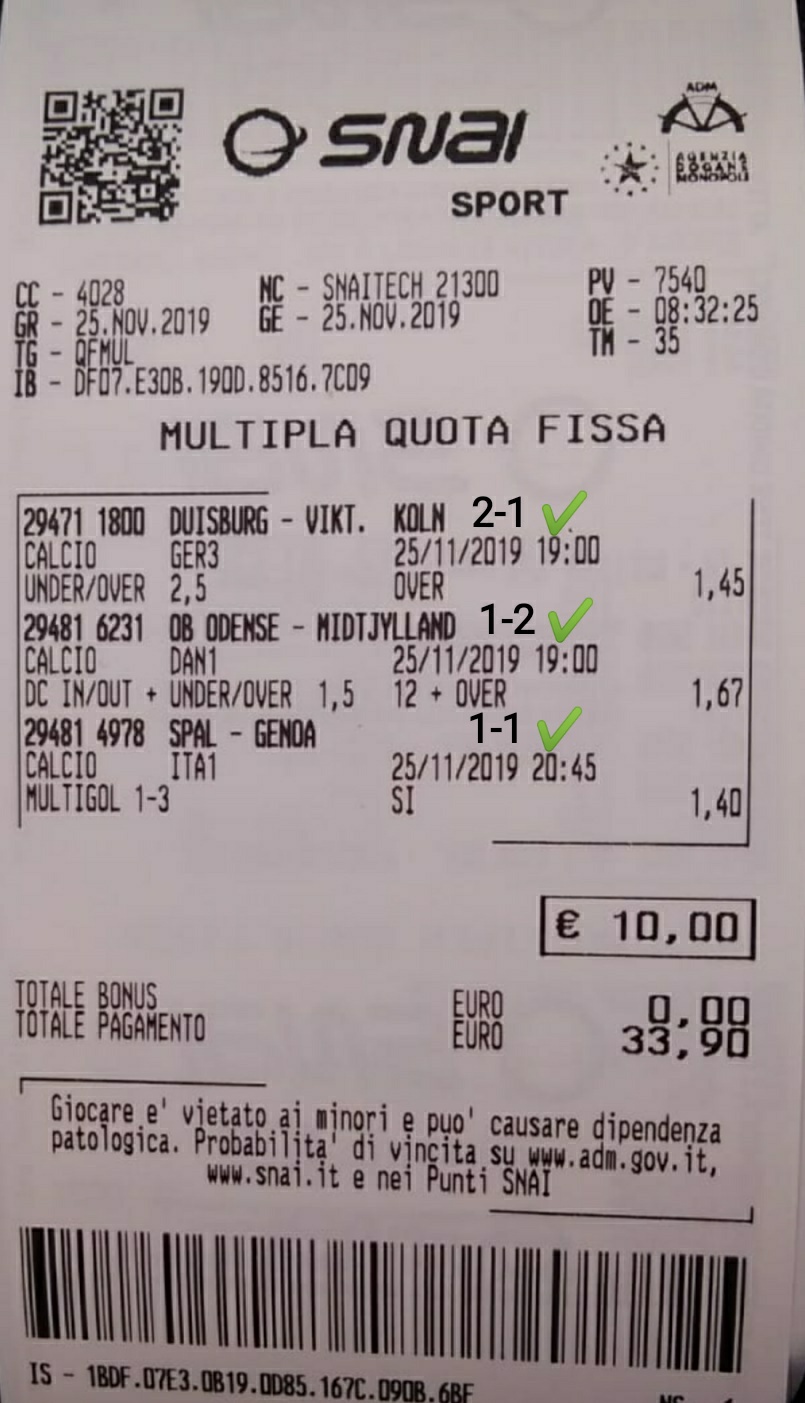 ADM
snai
AGENZIA
DOGANE
MONOPOLI
SPORT
CC - 4028 NC - SNAITECH 21300 PV - 7540
GR - 25.NOV.2019 GE - 25.NOV.2019 OE - 08:32:25
TG - QFMUL TM - 35
IB - DF07.E30B.190D.8516.7C09
MULTIPLA QUOTA FISSA
29471 1800 DUISBURG - VIKT. KOLN 2-1 ✔
CALCIO GER3 25/11/2019 19:00
UNDER/OVER 2,5 OVER 1,45
29481 6231 OB ODENSE - MIDTJYLLAND 1-2 ✔
CALCIO DAN1 25/11/2019 19:00
DC IN/OUT + UNDER/OVER 1,5 12 + OVER 1,67
29481 4978 SPAL - GENOA 1-1 ✔
CALCIO ITA1 25/11/2019 20:45
MULTIGOL 1-3 SI 1,40
€ 10,00
TOTALE BONUS EURO 0,00
TOTALE PAGAMENTO EURO 33,90
Giocare e' vietato ai minori e puo' causare dipendenza
patologica. Probabilita' di vincita su www.adm.gov.it,
www.snai.it e nei Punti SNAI
IS - 1BDF.07E3.0B19.0D85.167C.090B.6BF